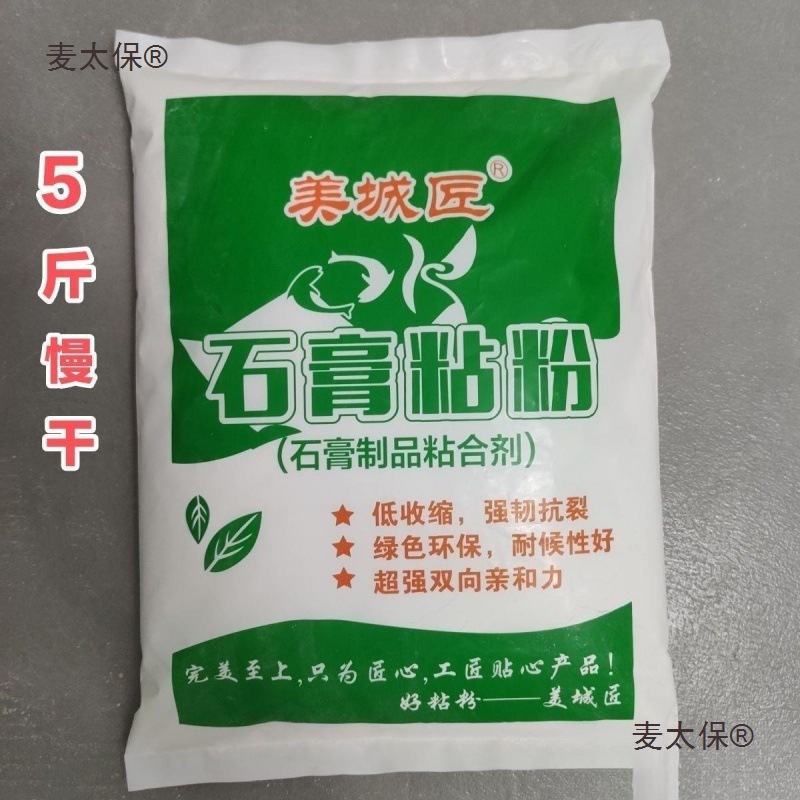 麦太保®
5斤慢干
美城匠®
OK
石膏粘粉
(石膏制品粘合剂)
★ 低收缩，强韧抗裂
★ 绿色环保，耐候性好
★ 超强双向亲和力
完美至上,只为匠心,工匠贴心产品!
好粘粉——美城匠
麦太保®